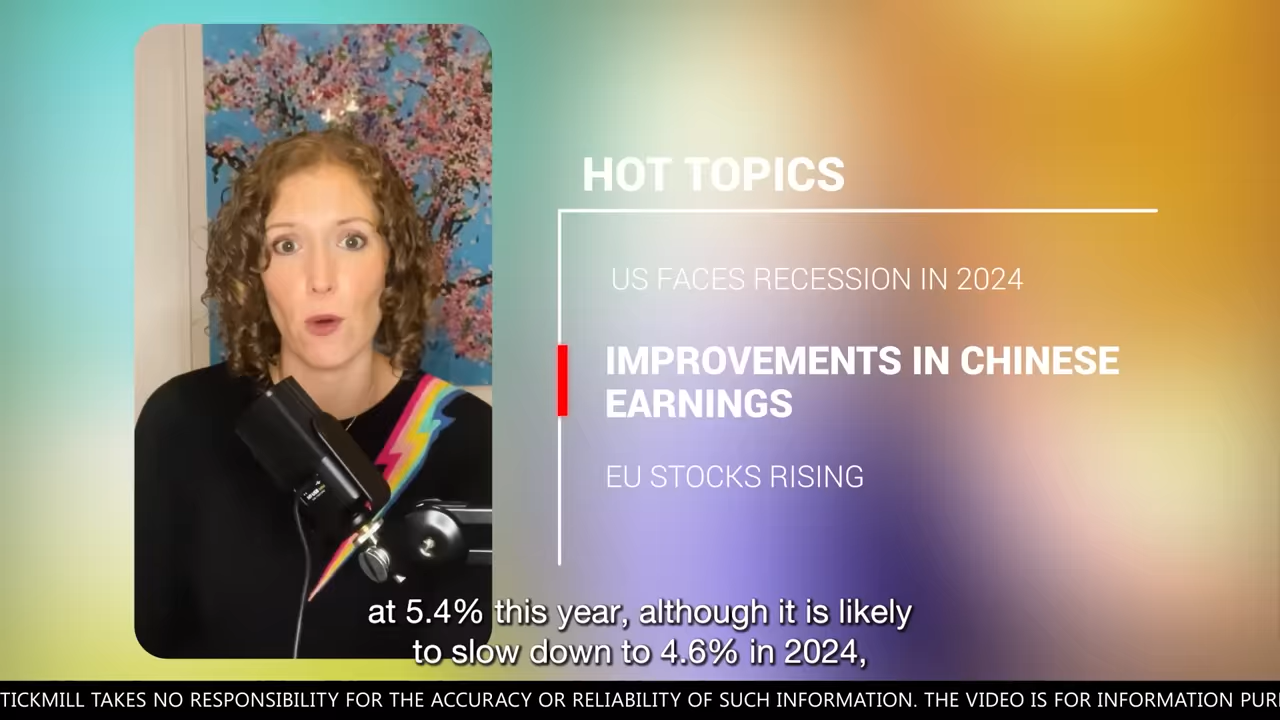 HOT TOPICS
US FACES RECESSION IN 2024
IMPROVEMENTS IN CHINESE
EARNINGS
EU STOCKS RISING
at 5.4% this year, although it is likely
to slow down to 4.6% in 2024,
TICKMILL TAKES NO RESPONSIBILITY FOR THE ACCURACY OR RELIABILITY OF SUCH INFORMATION. THE VIDEO IS FOR INFORMATION